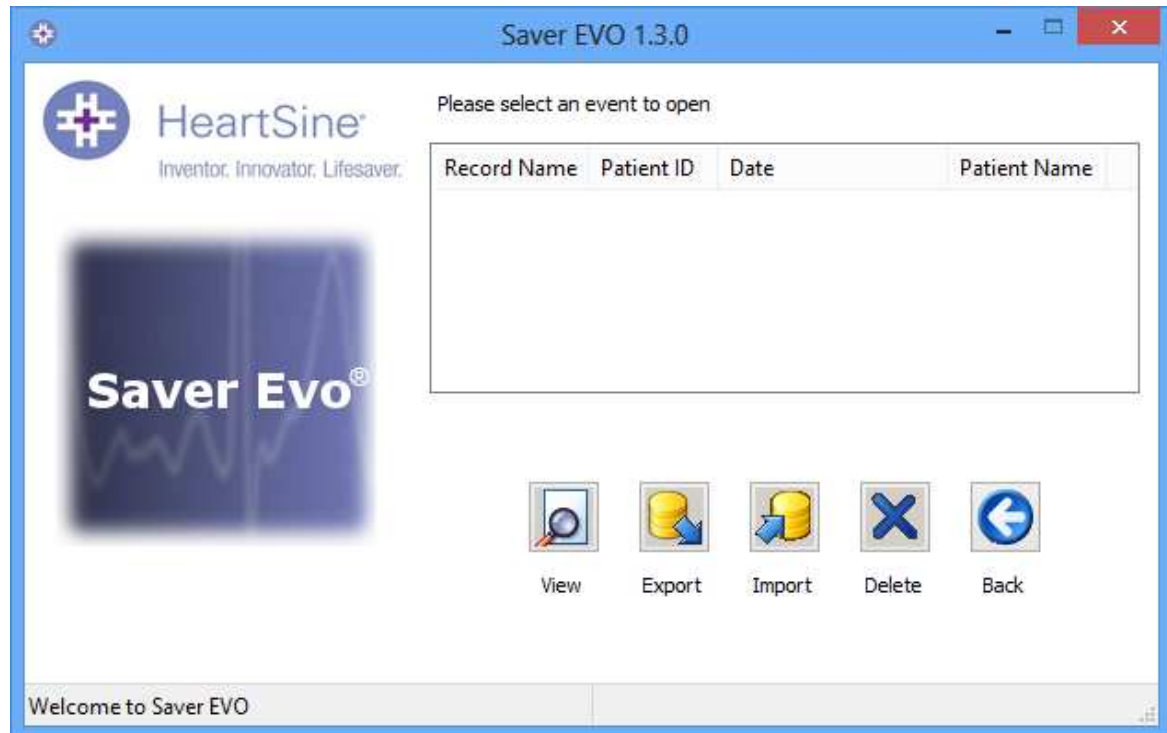 Saver EVO 1.3.0
HeartSine
Inventor. Innovator. Lifesaver.
Please select an event to open
Record Name Patient ID Date Patient Name
Saver Evo®
View Export Import Delete Back
Welcome to Saver EVO